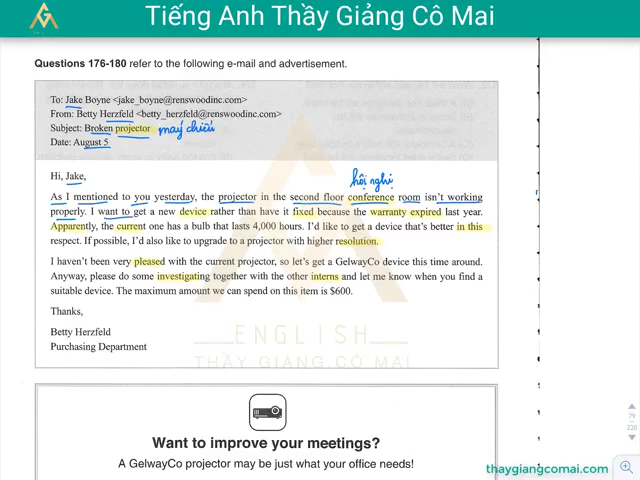 Tiếng Anh Thầy Giảng Cô Mai
Questions 176-180 refer to the following e-mail and advertisement.
To: Jake Boyne <jake_boyne@renswoodinc.com>
From: Betty Herzfeld <betty_herzfeld@renswoodinc.com>
Subject: Broken projector máy chiếu
Date: August 5
Hi, Jake,
hội nghị
As I mentioned to you yesterday, the projector in the second floor conference room isn't working
properly. I want to get a new device rather than have it fixed because the warranty expired last year.
Apparently, the current one has a bulb that lasts 4,000 hours. I'd like to get a device that's better in this
respect. If possible, I'd also like to upgrade to a projector with higher resolution.
I haven't been very pleased with the current projector, so let's get a GelwayCo device this time around.
Anyway, please do some investigating together with the other interns and let me know when you find a
suitable device. The maximum amount we can spend on this item is $600.
Thanks,
Betty Herzfeld
Purchasing Department
ENGLISH
THẦY GIẢNG CÔ MAI
Want to improve your meetings?
A GelwayCo projector may be just what your office needs!
79
220
thaygiangcomai.com